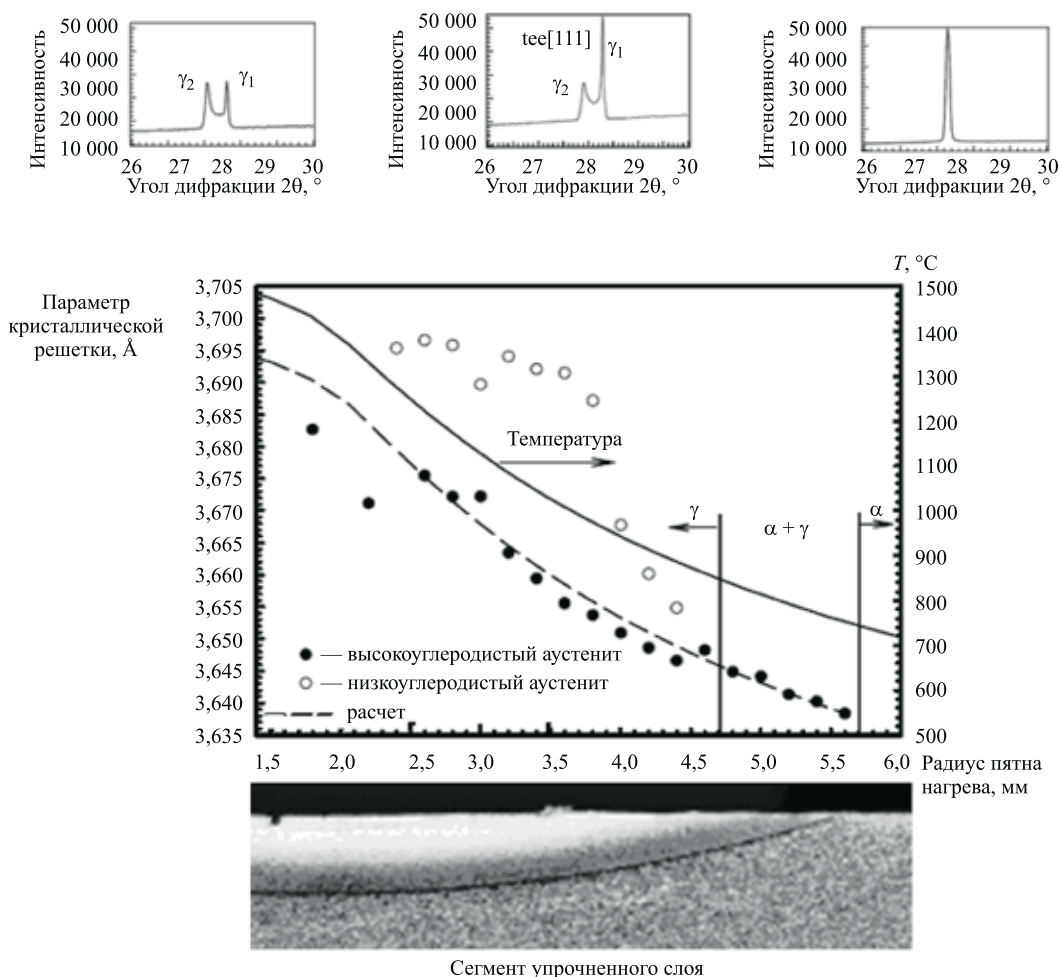 Интенсивность
50 000
40 000
30 000
20 000
10 000
γ2
γ1
26
27
28
29
30
Угол дифракции 2θ, °
Интенсивность
50 000
40 000
30 000
20 000
10 000
tee[111]
γ1
γ2
26
27
28
29
30
Угол дифракции 2θ, °
Интенсивность
50 000
40 000
30 000
20 000
10 000
26
27
28
29
30
Угол дифракции 2θ, °
Параметр
кристаллической
решетки, Å
3,705
3,700
3,695
3,690
3,685
3,680
3,675
3,670
3,665
3,660
3,655
3,650
3,645
3,640
3,635
T, °C
1500
1400
1300
1200
1100
1000
900
800
700
600
500
Температура
γ
α + γ
α
— высокоуглеродистый аустенит
— низкоуглеродистый аустенит
расчет
1,5
2,0
2,5
3,0
3,5
4,0
4,5
5,0
5,5
6,0
Радиус пятна
нагрева, мм
Сегмент упрочненного слоя